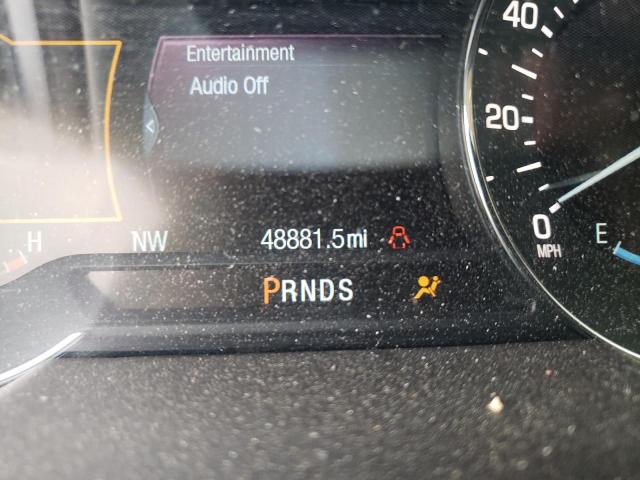 40
Entertainment
Audio Off
20
0
MPH
E
H
NW
48881.5mi
PRNDS